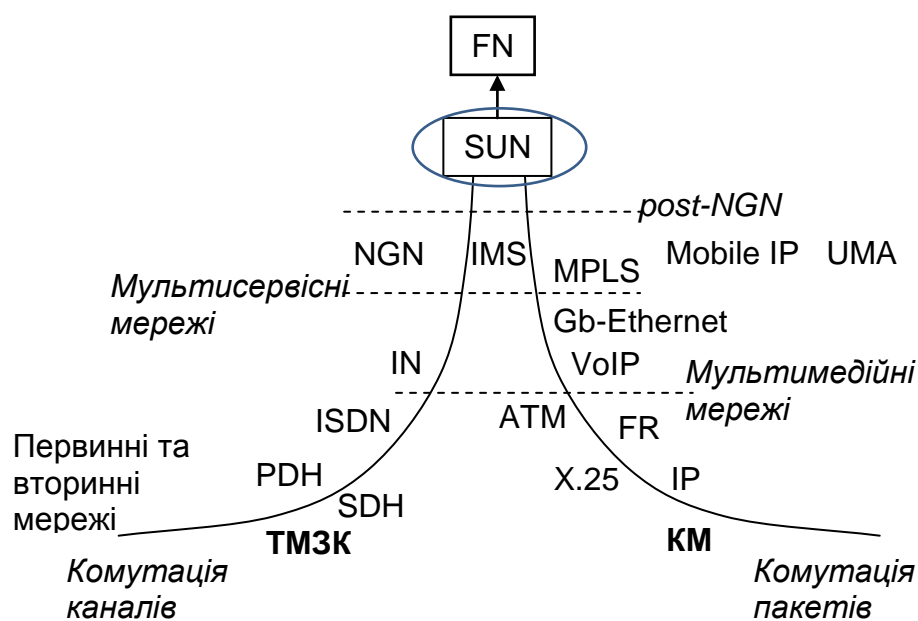 FN
SUN
post-NGN
NGN
IMS
MPLS
Mobile IP
UMA
Мультисервісні
мережі
Gb-Ethernet
IN
VoIP
Мультимедійні
мережі
ISDN
ATM
FR
Первинні та
вторинні
мережі
PDH
SDH
X.25
IP
ТМЗК
КМ
Комутація
каналів
Комутація
пакетів